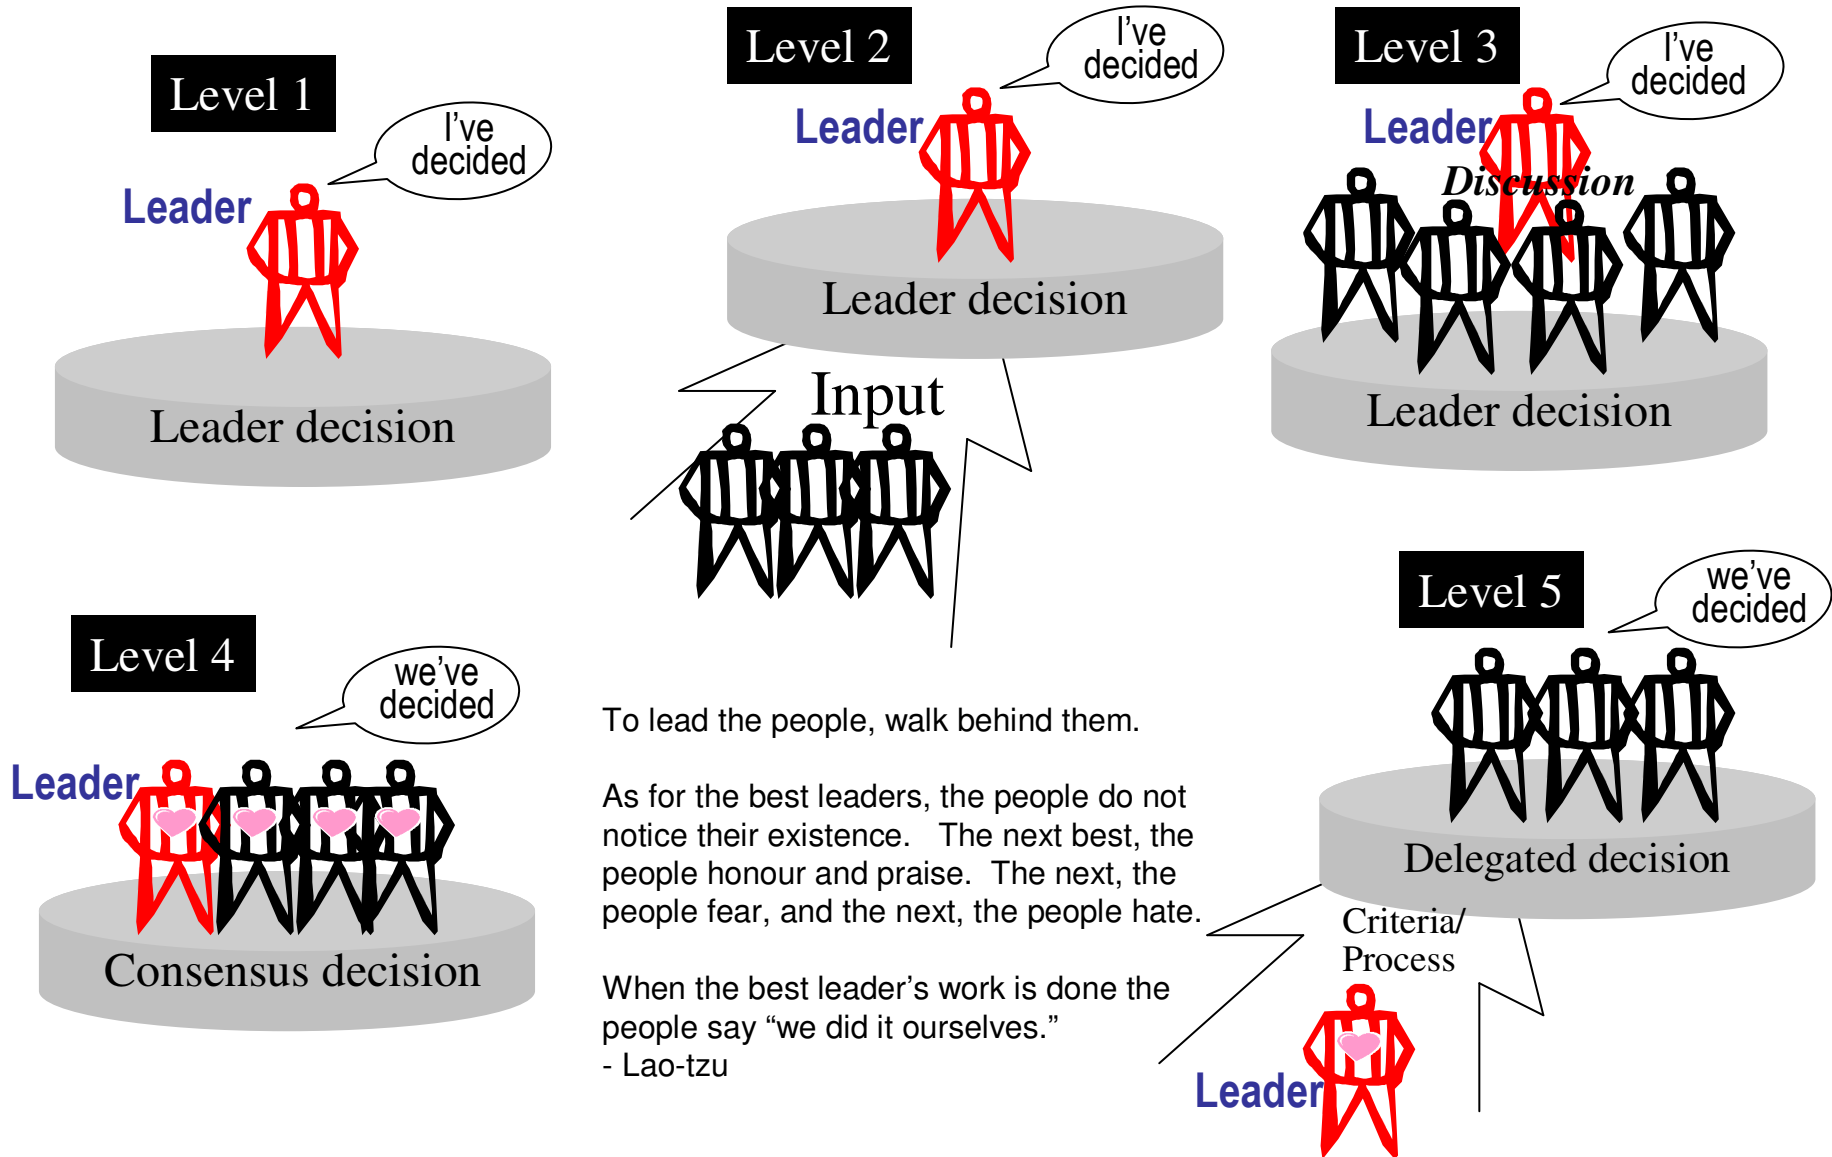 Level 1
I've
decided
Leader
Leader decision
Level 2
I've
decided
Leader
Leader decision
Input
Level 3
I've
decided
Leader
Discussion
Leader decision
Level 4
we've
decided
Leader
Consensus decision
To lead the people, walk behind them.
As for the best leaders, the people do not
notice their existence.   The next best, the
people honour and praise.  The next, the
people fear, and the next, the people hate.
When the best leader’s work is done the
people say “we did it ourselves.”
- Lao-tzu
Level 5
we’ve
decided
Delegated decision
Criteria/
Process
Leader